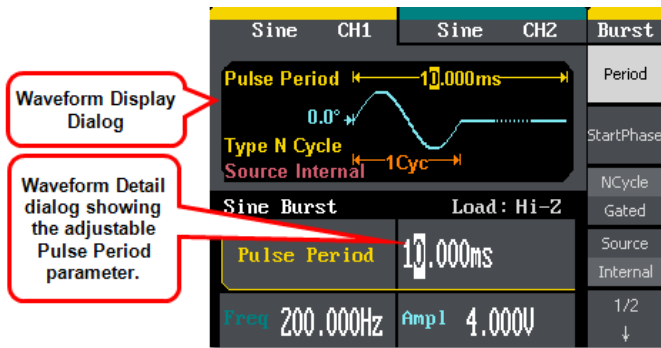 Sine CH1 Sine CH2 Burst
Waveform Display
Dialog
Pulse Period 10.000ms
0.0°
Type N Cycle
1Cyc
Source Internal
Period
StartPhase
NCycle
Gated
Source
Internal
1/2
↓
Waveform Detail
dialog showing
the adjustable
Pulse Period
parameter.
Sine Burst Load: Hi-Z
Pulse Period 10.000ms
Freq 200.000Hz Ampl 4.000V